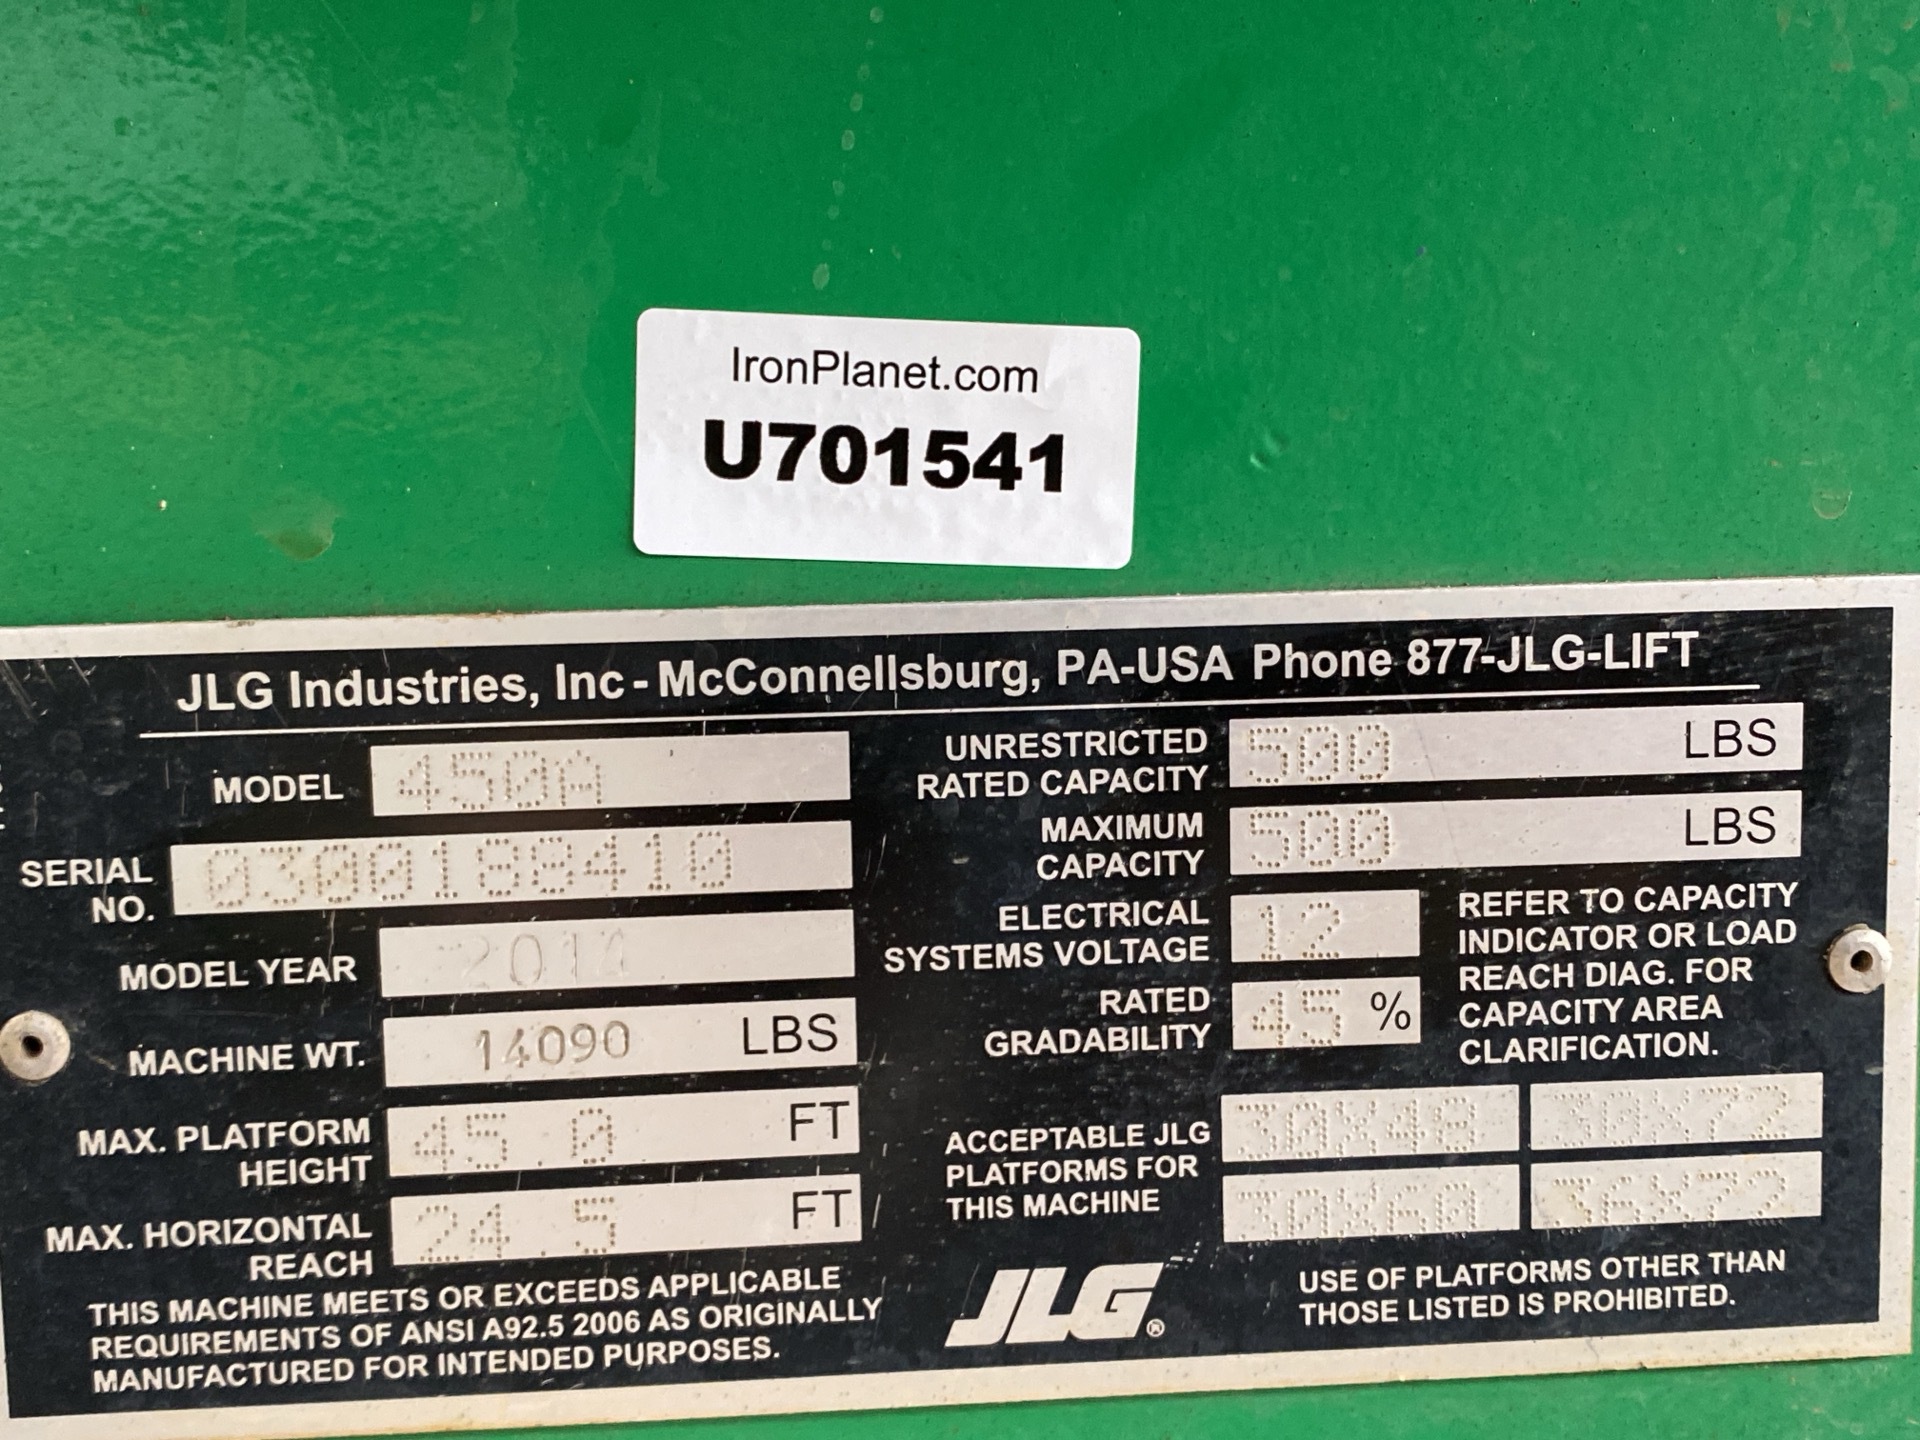 IronPlanet.com
U701541
JLG Industries, Inc - McConnellsburg, PA-USA Phone 877-JLG-LIFT
MODEL 450A
SERIAL NO. 0300188410
MODEL YEAR 2014
MACHINE WT. 14090 LBS
MAX. PLATFORM
HEIGHT 45.0 FT
MAX. HORIZONTAL
REACH 24.5 FT
THIS MACHINE MEETS OR EXCEEDS APPLICABLE
REQUIREMENTS OF ANSI A92.5 2006 AS ORIGINALLY
MANUFACTURED FOR INTENDED PURPOSES.
UNRESTRICTED
RATED CAPACITY 500 LBS
MAXIMUM
CAPACITY 500 LBS
ELECTRICAL
SYSTEMS VOLTAGE 12
RATED
GRADABILITY 45 %
REFER TO CAPACITY
INDICATOR OR LOAD
REACH DIAG. FOR
CAPACITY AREA
CLARIFICATION.
ACCEPTABLE JLG
PLATFORMS FOR
THIS MACHINE
30X48 30X72
30X60 36X72
JLG®
USE OF PLATFORMS OTHER THAN
THOSE LISTED IS PROHIBITED.